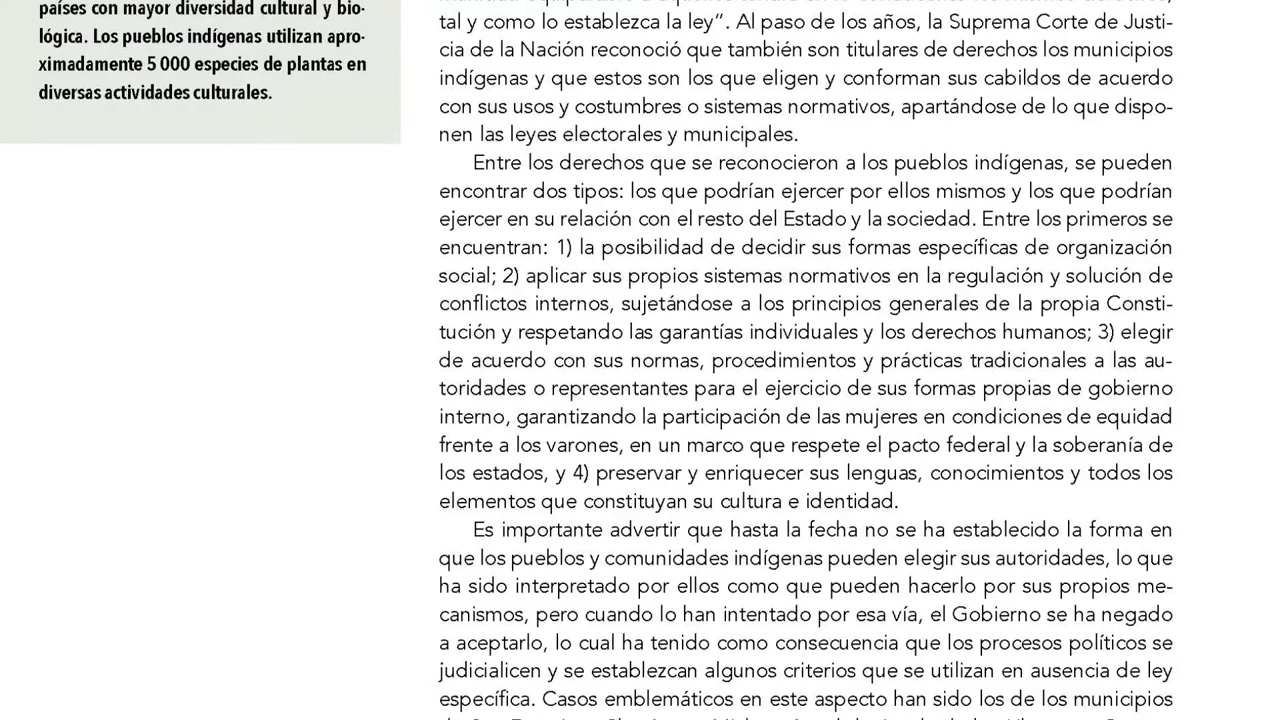 países con mayor diversidad cultural y bio-
lógica. Los pueblos indígenas utilizan apro-
ximadamente 5 000 especies de plantas en
diversas actividades culturales.
tal y como lo establezca la ley”. Al paso de los años, la Suprema Corte de Justi-
cia de la Nación reconoció que también son titulares de derechos los municipios
indígenas y que estos son los que eligen y conforman sus cabildos de acuerdo
con sus usos y costumbres o sistemas normativos, apartándose de lo que dispo-
nen las leyes electorales y municipales.
Entre los derechos que se reconocieron a los pueblos indígenas, se pueden
encontrar dos tipos: los que podrían ejercer por ellos mismos y los que podrían
ejercer en su relación con el resto del Estado y la sociedad. Entre los primeros se
encuentran: 1) la posibilidad de decidir sus formas específicas de organización
social; 2) aplicar sus propios sistemas normativos en la regulación y solución de
conflictos internos, sujetándose a los principios generales de la propia Consti-
tución y respetando las garantías individuales y los derechos humanos; 3) elegir
de acuerdo con sus normas, procedimientos y prácticas tradicionales a las au-
toridades o representantes para el ejercicio de sus formas propias de gobierno
interno, garantizando la participación de las mujeres en condiciones de equidad
frente a los varones, en un marco que respete el pacto federal y la soberanía de
los estados, y 4) preservar y enriquecer sus lenguas, conocimientos y todos los
elementos que constituyan su cultura e identidad.
Es importante advertir que hasta la fecha no se ha establecido la forma en
que los pueblos y comunidades indígenas pueden elegir sus autoridades, lo que
ha sido interpretado por ellos como que pueden hacerlo por sus propios me-
canismos, pero cuando lo han intentado por esa vía, el Gobierno se ha negado
a aceptarlo, lo cual ha tenido como consecuencia que los procesos políticos se
judicialicen y se establezcan algunos criterios que se utilizan en ausencia de ley
específica. Casos emblemáticos en este aspecto han sido los de los municipios